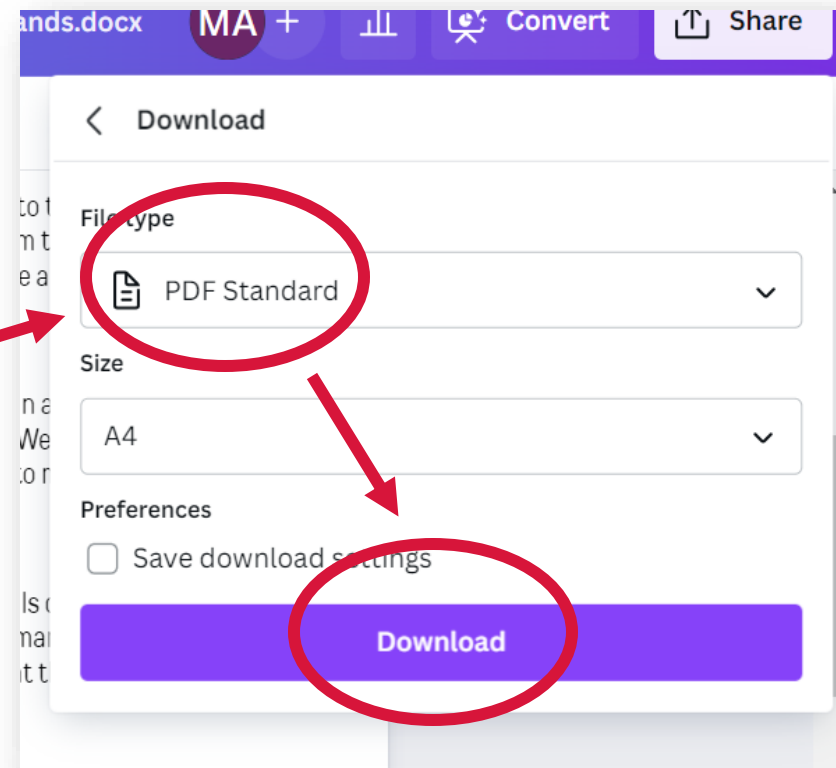 ands.docx MA + Convert Share
Download
File type
PDF Standard
Size
A4
Preferences
Save download settings
Download